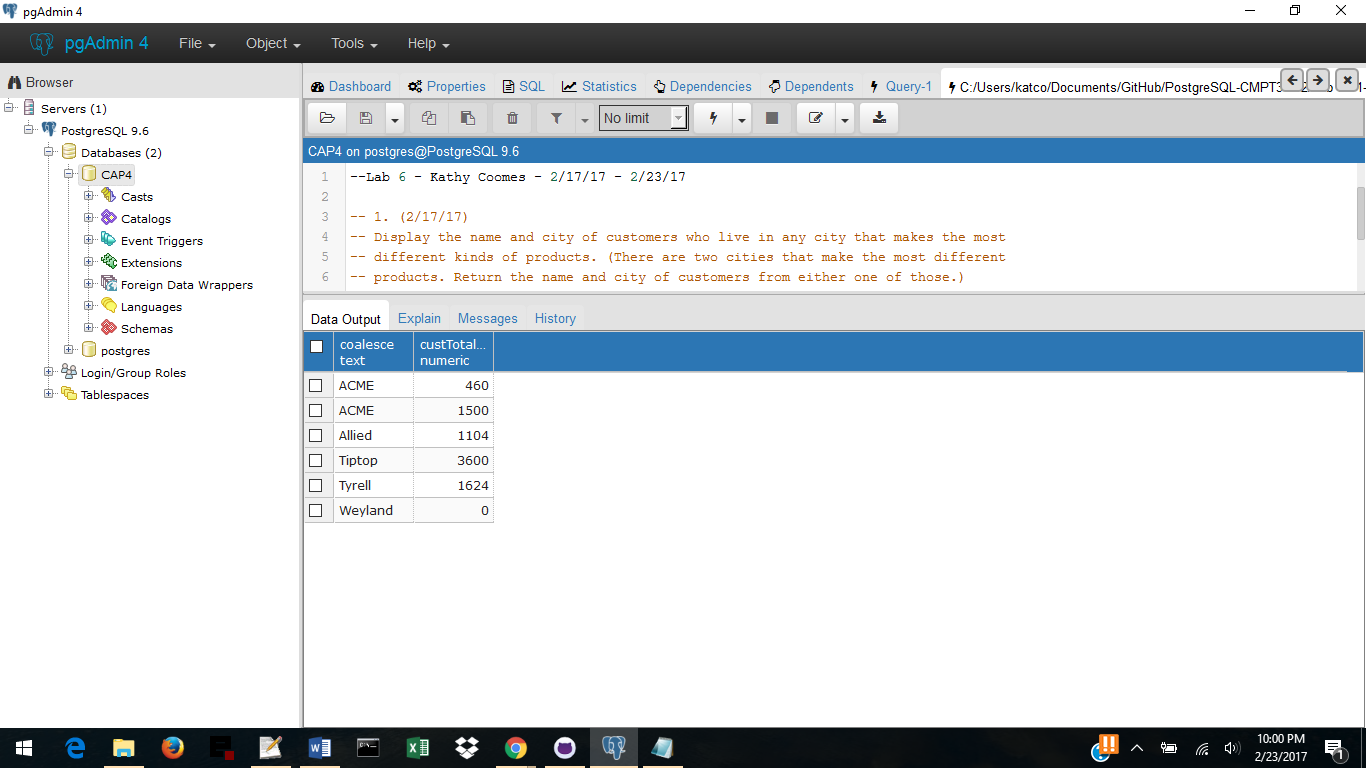 pgAdmin 4
pgAdmin 4 File Object Tools Help
Browser
Servers (1)
PostgreSQL 9.6
Databases (2)
CAP4
Casts
Catalogs
Event Triggers
Extensions
Foreign Data Wrappers
Languages
Schemas
postgres
Login/Group Roles
Tablespaces
Dashboard Properties SQL Statistics Dependencies Dependents Query-1 C:/Users/katco/Documents/GitHub/PostgreSQL-CMPT3
No limit
CAP4 on postgres@PostgreSQL 9.6
1 --Lab 6 - Kathy Coomes - 2/17/17 - 2/23/17
2
3 -- 1. (2/17/17)
4 -- Display the name and city of customers who live in any city that makes the most
5 -- different kinds of products. (There are two cities that make the most different
6 -- products. Return the name and city of customers from either one of those.)
Data Output Explain Messages History
coalesce custTotal...
text numeric
ACME 460
ACME 1500
Allied 1104
Tiptop 3600
Tyrell 1624
Weyland 0
10:00 PM
2/23/2017
1